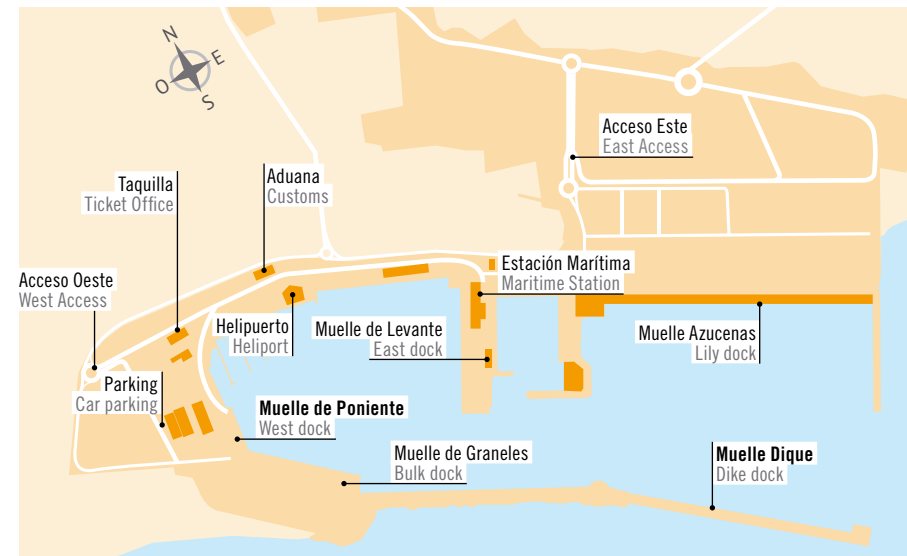 N
E
O
S
Acceso Este
East Access
Taquilla
Ticket Office
Aduana
Customs
Acceso Oeste
West Access
Estación Marítima
Maritime Station
Helipuerto
Heliport
Muelle de Levante
East dock
Muelle Azucenas
Lily dock
Parking
Car parking
Muelle de Poniente
West dock
Muelle de Graneles
Bulk dock
Muelle Dique
Dike dock